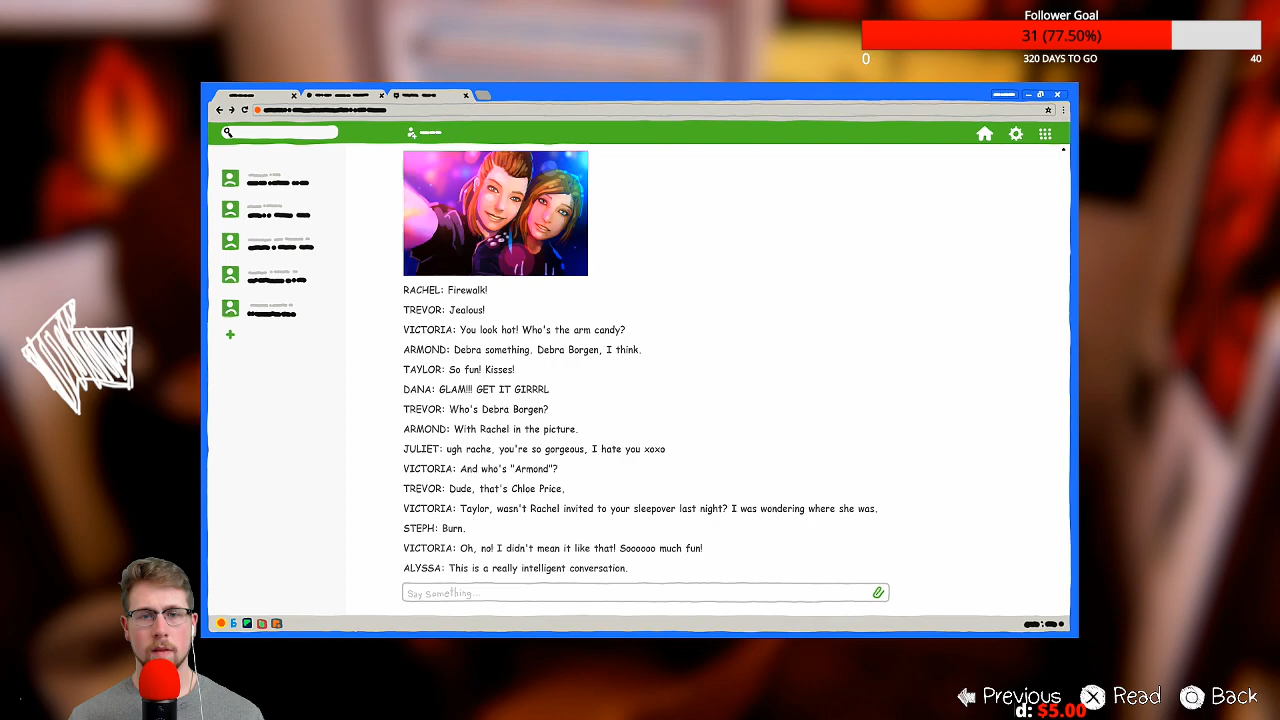 Follower Goal
31 (77.50%)
0
320 DAYS TO GO
40
RACHEL: Firewalk!
TREVOR: Jealous!
VICTORIA: You look hot! Who's the arm candy?
ARMOND: Debra something. Debra Borgen, I think.
TAYLOR: So fun! Kisses!
DANA: GLAM!!! GET IT GIRRRL
TREVOR: Who's Debra Borgen?
ARMOND: With Rachel in the picture.
JULIET: ugh rache, you're so gorgeous, I hate you xoxo
VICTORIA: And who's "Armond"?
TREVOR: Dude, that's Chloe Price.
VICTORIA: Taylor, wasn't Rachel invited to your sleepover last night? I was wondering where she was.
STEPH: Burn.
VICTORIA: Oh, no! I didn't mean it like that! Soooooo much fun!
ALYSSA: This is a really intelligent conversation.
Say Something...
Previous
Read
Back
d: $5.00